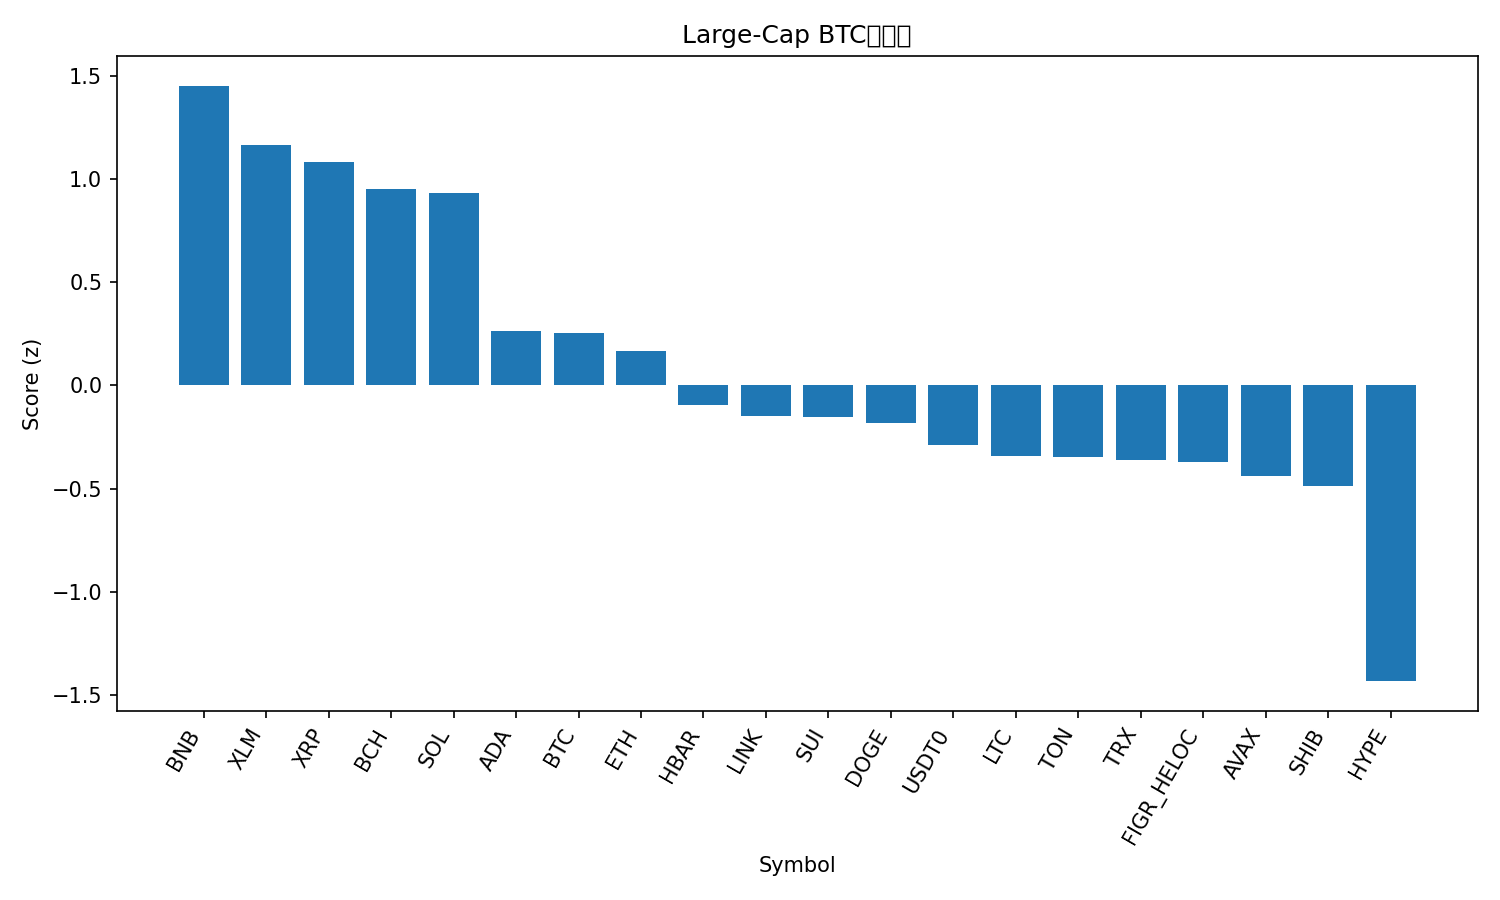 Large-Cap BTC
Score (z)
1.5
1.0
0.5
0.0
−0.5
−1.0
−1.5
BNB
XLM
XRP
BCH
SOL
ADA
BTC
ETH
HBAR
LINK
SUI
DOGE
USDT0
LTC
TON
TRX
FIGR_HELOC
AVAX
SHIB
HYPE
Symbol